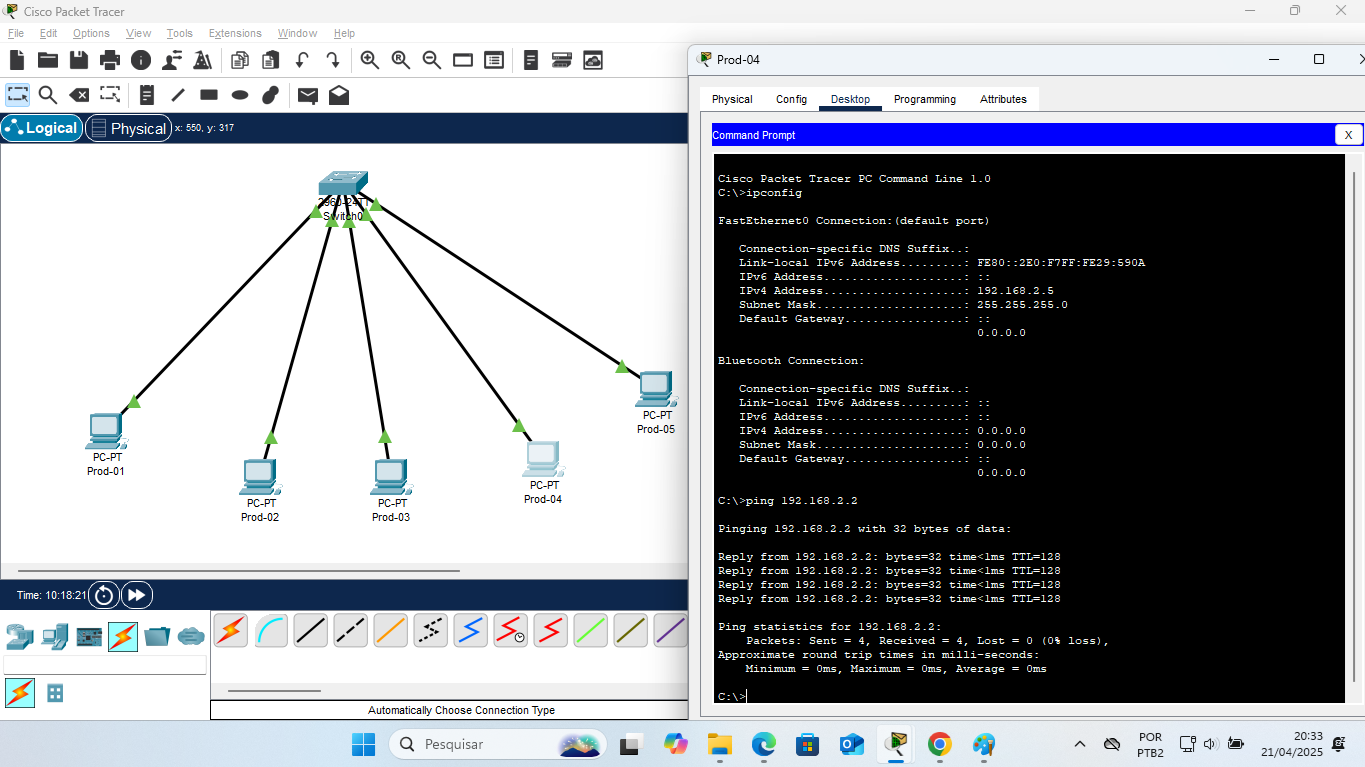 Cisco Packet Tracer
File Edit Options View Tools Extensions Window Help
Logical Physical x: 550, y: 317
2960-24TT
Switch0
PC-PT
Prod-01
PC-PT
Prod-02
PC-PT
Prod-03
PC-PT
Prod-04
PC-PT
Prod-05
Time: 10:18:21
Automatically Choose Connection Type
Prod-04
Physical Config Desktop Programming Attributes
Command Prompt X
Cisco Packet Tracer PC Command Line 1.0
C:\>ipconfig
FastEthernet0 Connection:(default port)
Connection-specific DNS Suffix..:
Link-local IPv6 Address.........: FE80::2E0:F7FF:FE29:590A
IPv6 Address....................: ::
IPv4 Address....................: 192.168.2.5
Subnet Mask.....................: 255.255.255.0
Default Gateway.................: ::
0.0.0.0
Bluetooth Connection:
Connection-specific DNS Suffix..:
Link-local IPv6 Address.........: ::
IPv6 Address....................: ::
IPv4 Address....................: 0.0.0.0
Subnet Mask.....................: 0.0.0.0
Default Gateway.................: ::
0.0.0.0
C:\>ping 192.168.2.2
Pinging 192.168.2.2 with 32 bytes of data:
Reply from 192.168.2.2: bytes=32 time<1ms TTL=128
Reply from 192.168.2.2: bytes=32 time<1ms TTL=128
Reply from 192.168.2.2: bytes=32 time<1ms TTL=128
Reply from 192.168.2.2: bytes=32 time<1ms TTL=128
Ping statistics for 192.168.2.2:
Packets: Sent = 4, Received = 4, Lost = 0 (0% loss),
Approximate round trip times in milli-seconds:
Minimum = 0ms, Maximum = 0ms, Average = 0ms
C:\>
Pesquisar
POR
PTB2
20:33
21/04/2025